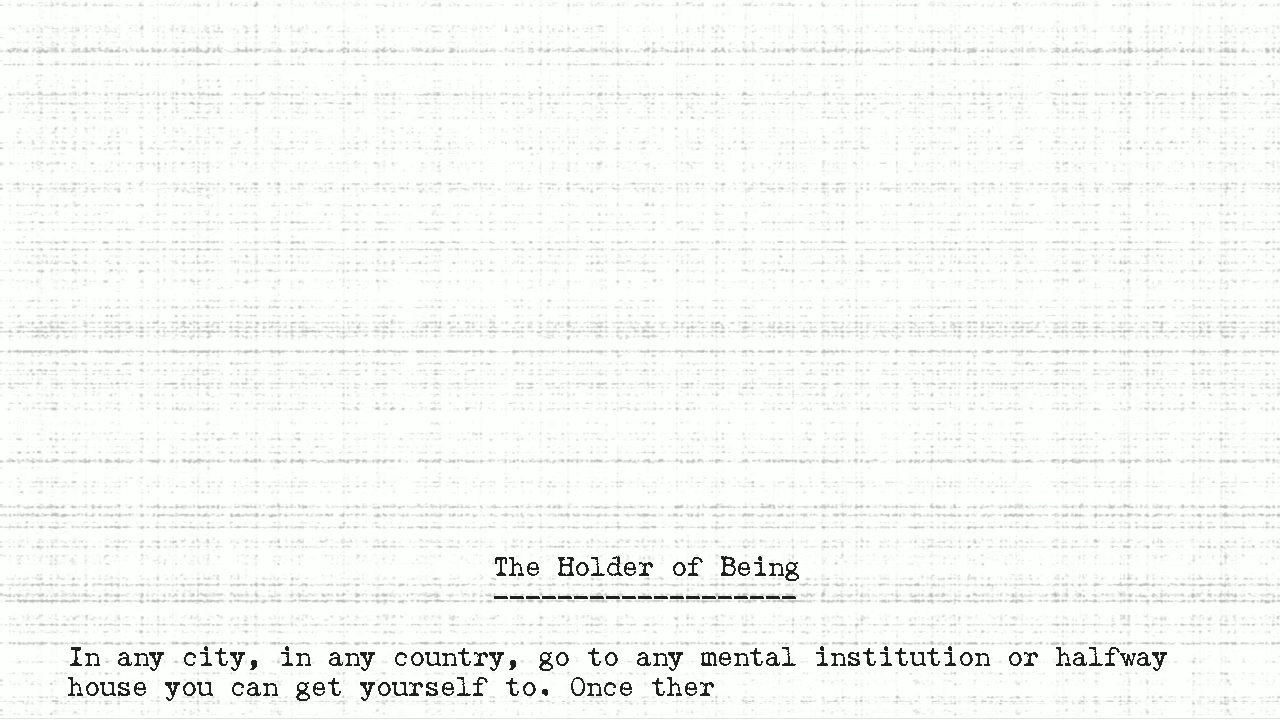 The Holder of Being
In any city, in any country, go to any mental institution or halfway
house you can get yourself to. Once ther